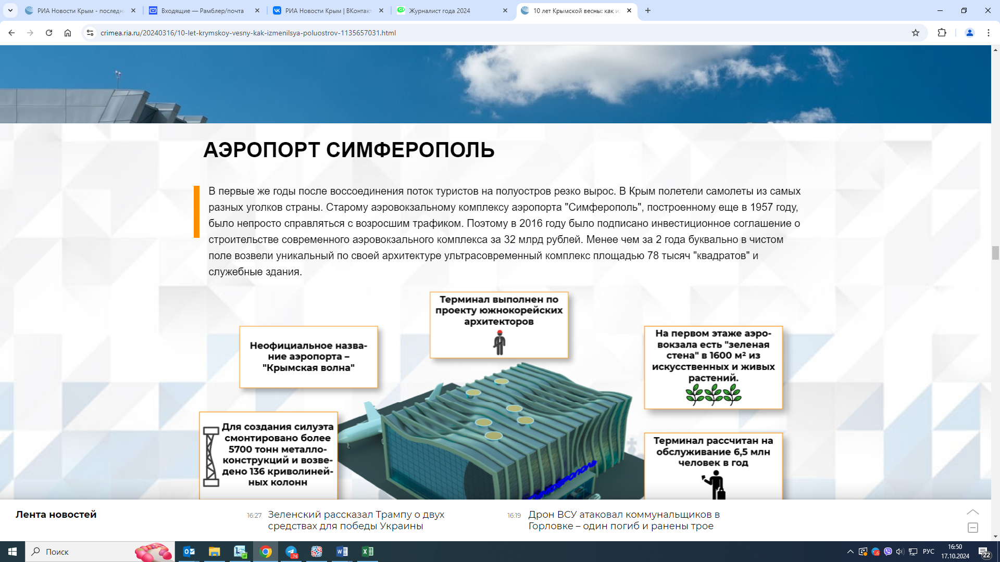 РИА Новости Крым - последн
Входящие — Рамблер/почта
РИА Новости Крым | ВКонтакт
Журналист года 2024
10 лет Крымской весны: как из
crimea.ria.ru/20240316/10-let-krymskoy-vesny-kak-izmenilsya-poluostrov-1135657031.html
АЭРОПОРТ СИМФЕРОПОЛЬ
В первые же годы после воссоединения поток туристов на полуостров резко вырос. В Крым полетели самолеты из самых
разных уголков страны. Старому аэровокзальному комплексу аэропорта "Симферополь", построенному еще в 1957 году,
было непросто справляться с возросшим трафиком. Поэтому в 2016 году было подписано инвестиционное соглашение о
строительстве современного аэровокзального комплекса за 32 млрд рублей. Менее чем за 2 года буквально в чистом
поле возвели уникальный по своей архитектуре ультрасовременный комплекс площадью 78 тысяч "квадратов" и
служебные здания.
Терминал выполнен по
проекту южнокорейских
архитекторов
Неофициальное назва-
ние аэропорта –
"Крымская волна"
На первом этаже аэро-
вокзала есть "зеленая
стена" в 1600 м² из
искусственных и живых
растений.
Для создания силуэта
смонтировано более
5700 тонн металло-
конструкций и возве-
дено 136 криволиней-
ных колонн
Терминал рассчитан на
обслуживание 6,5 млн
человек в год
Симферополь
Лента новостей
16:27 Зеленский рассказал Трампу о двух
средствах для победы Украины
16:19 Дрон ВСУ атаковал коммунальщиков в
Горловке – один погиб и ранены трое
Поиск
.76
РУС
16:50
17.10.2024
22